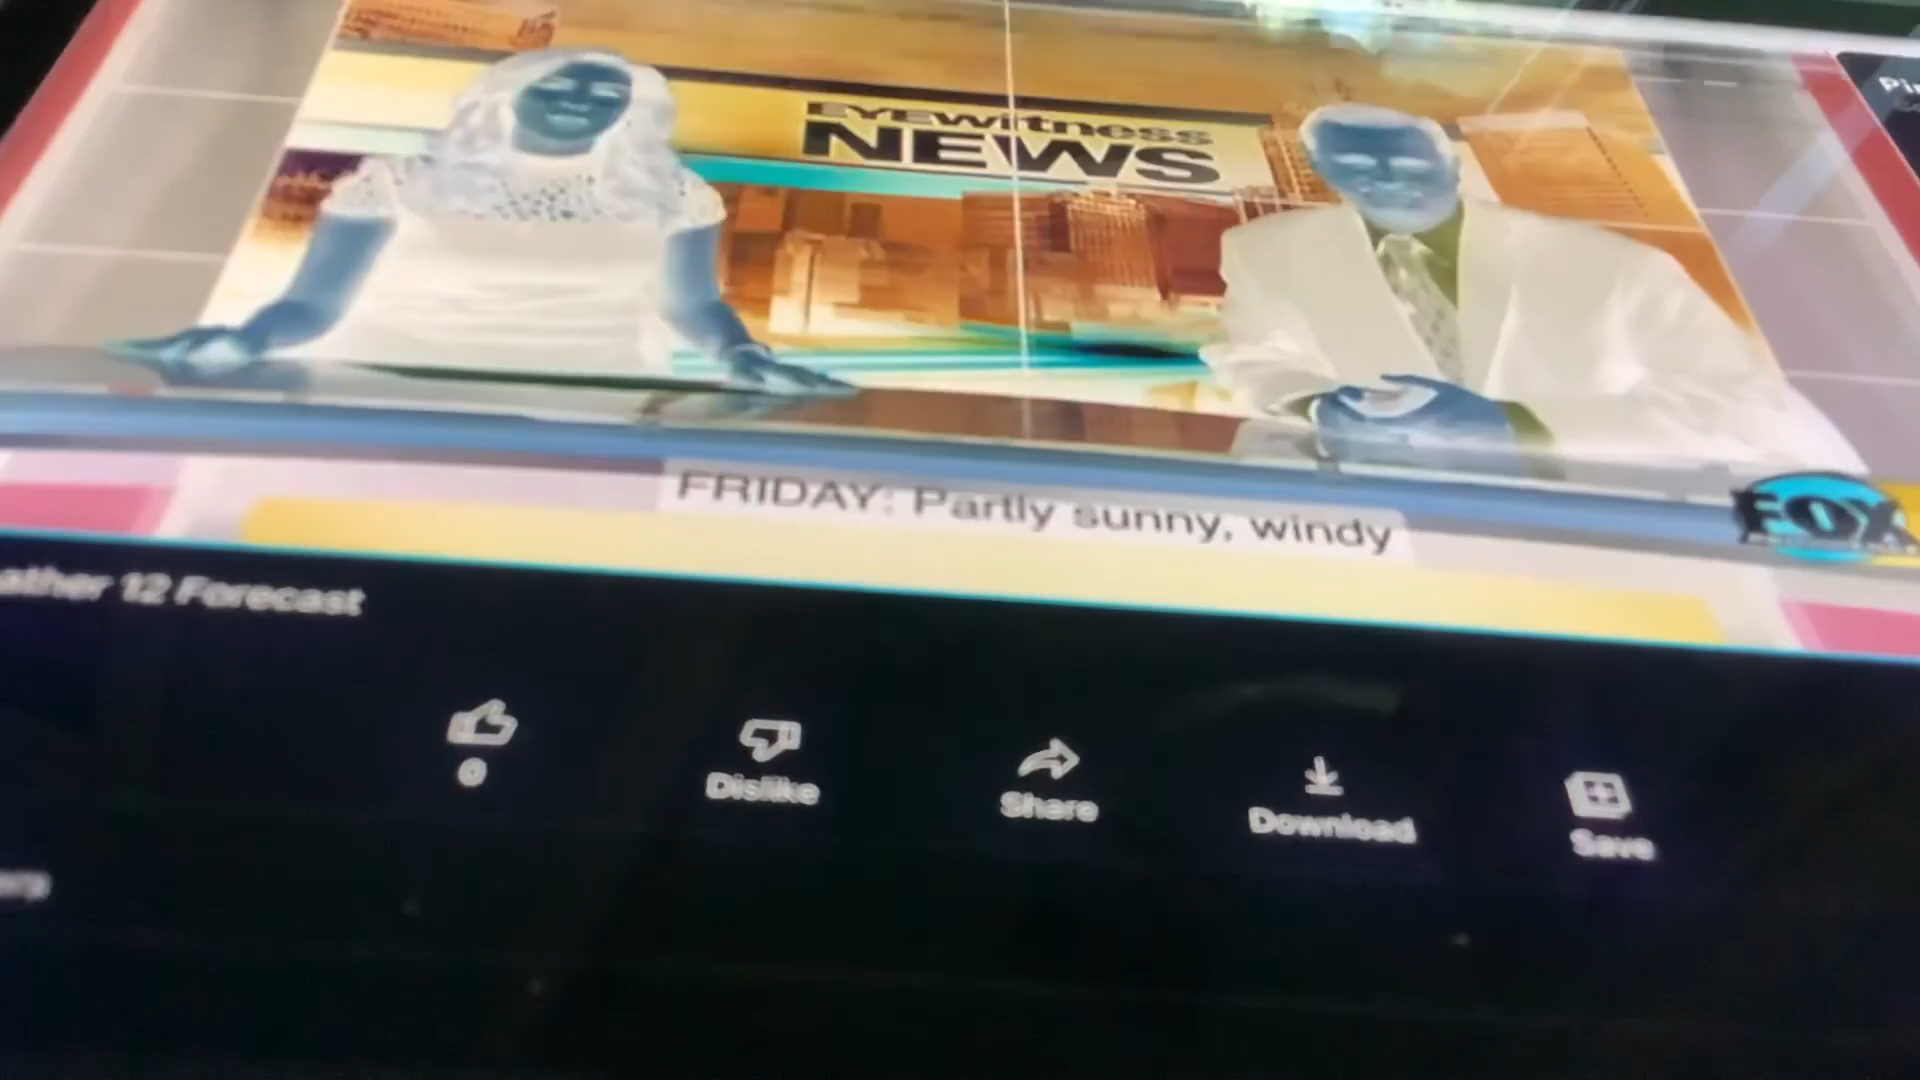 EYEWitness
NEWS
FRIDAY: Partly sunny, windy
FOX
ather 12 Forecast
0
Dislike
Share
Download
Save